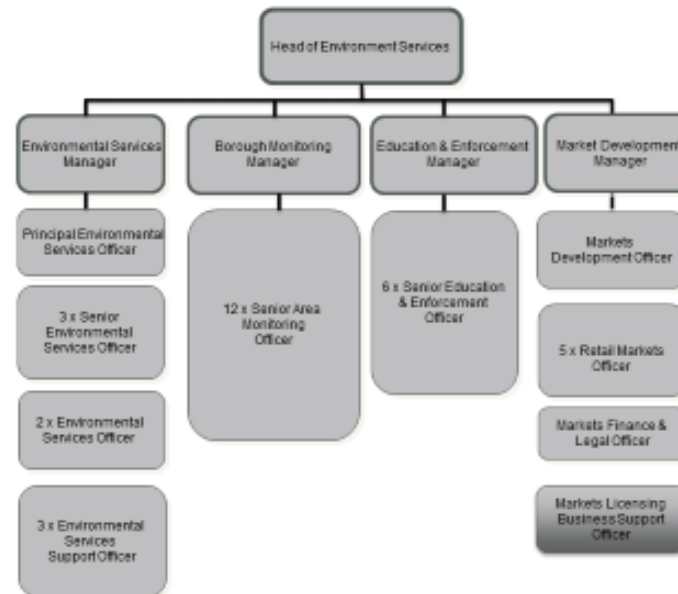 Head of Environment Services
Environmental Services
Manager
Borough Monitoring
Manager
Education & Enforcement
Manager
Market Development
Manager
Principal Environmental
Services Officer
3 x Senior
Environmental
Services Officer
2 x Environmental
Services Officer
3 x Environmental
Services
Support Officer
12 x Senior Area
Monitoring
Officer
6 x Senior Education
& Enforcement
Officer
Markets
Development Officer
5 x Retail Markets
Officer
Markets Finance &
Legal Officer
Markets Licensing
Business Support
Officer